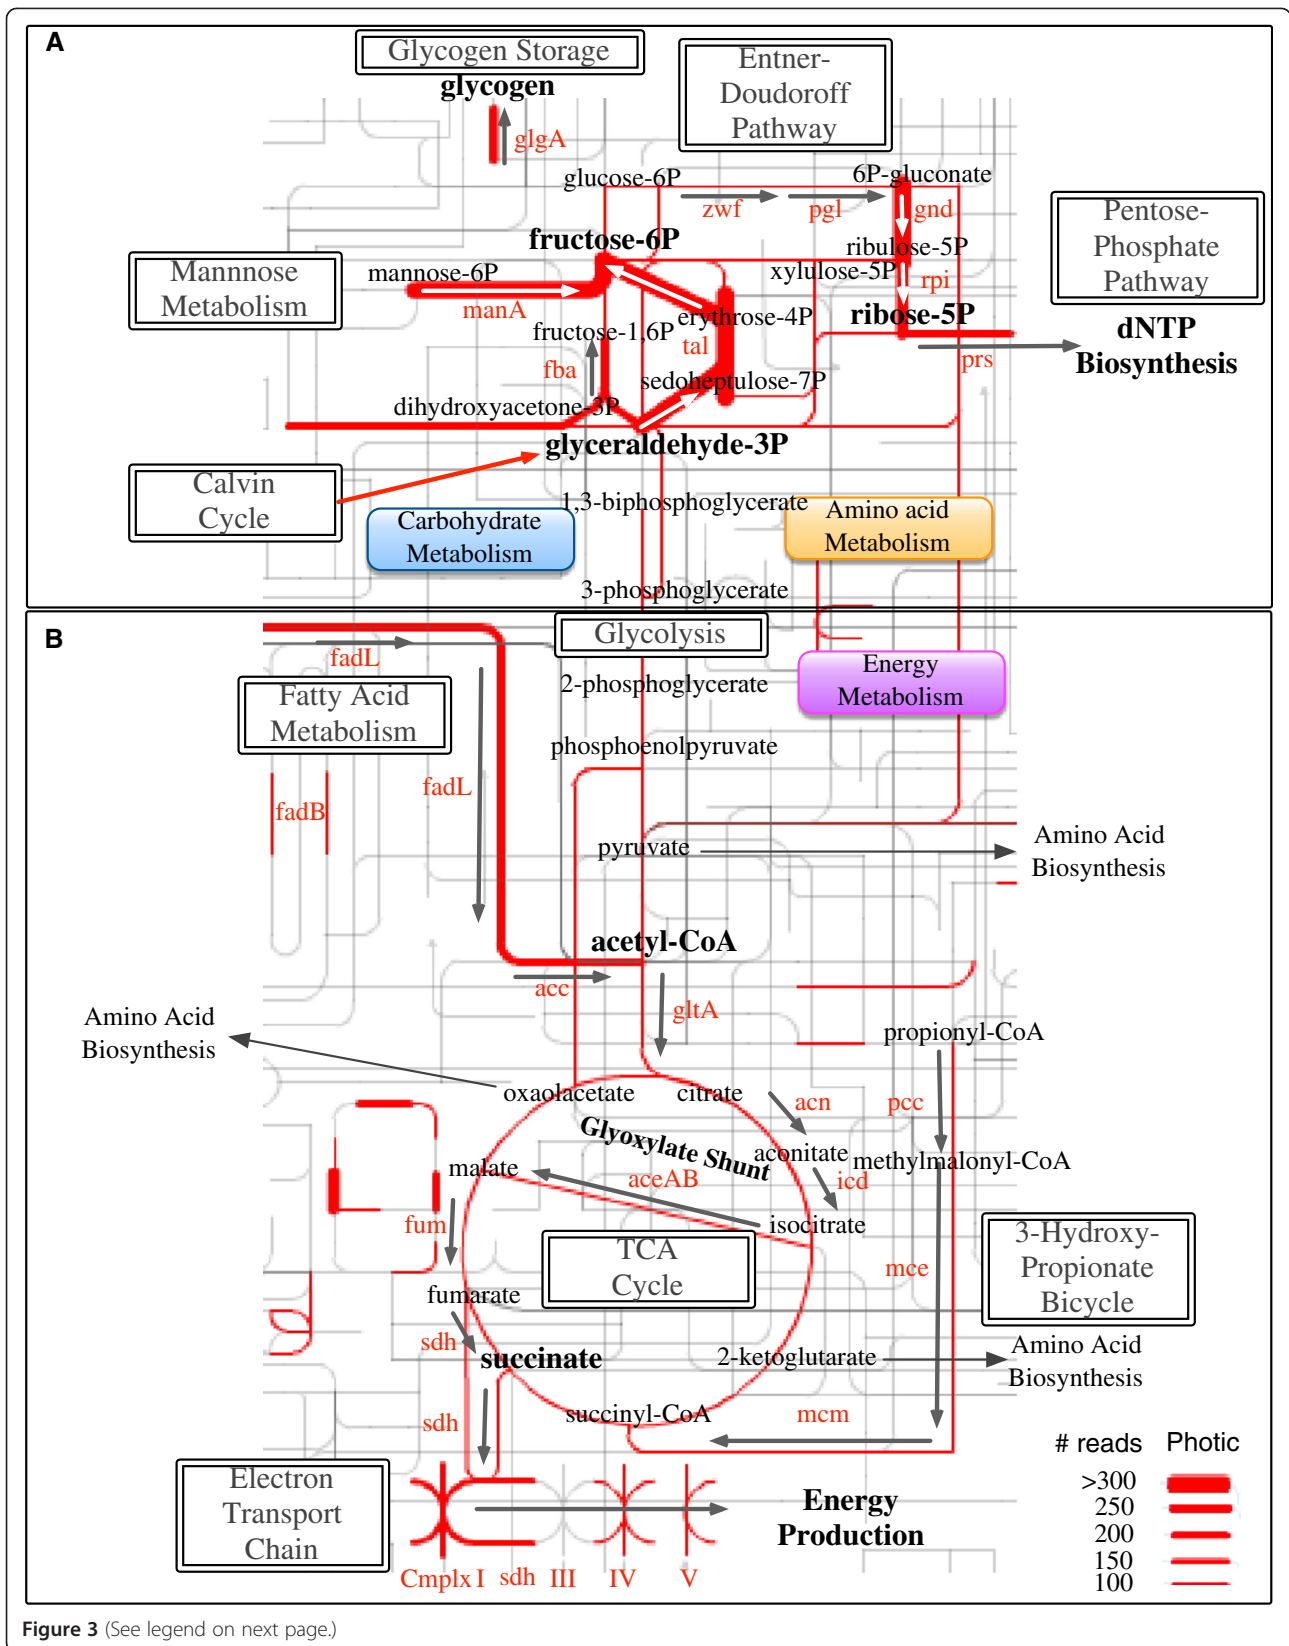 A
Glycogen Storage
glycogen
glgA
Entner-
Doudoroff
Pathway
glucose-6P
zwf
pgl
6P-gluconate
gnd
Pentose-
Phosphate
Pathway
fructose-6P
ribulose-5P
xylulose-5P
rpi
Mannnose
Metabolism
mannose-6P
manA
erythrose-4P
ribose-5P
dNTP
Biosynthesis
prs
fructose-1,6P
tal
fba
sedoheptulose-7P
dihydroxyacetone-3P
glyceraldehyde-3P
Calvin
Cycle
1,3-biphosphoglycerate
Carbohydrate
Metabolism
Amino acid
Metabolism
3-phosphoglycerate
B
Glycolysis
fadL
Energy
Metabolism
Fatty Acid
Metabolism
2-phosphoglycerate
phosphoenolpyruvate
fadL
fadB
pyruvate
Amino Acid
Biosynthesis
acetyl-CoA
acc
gltA
Amino Acid
Biosynthesis
propionyl-CoA
oxaolacetate
citrate
acn
pcc
Glyoxylate Shunt
aconitate
methylmalonyl-CoA
malate
aceAB
icd
fum
isocitrate
TCA
Cycle
3-Hydroxy-
Propionate
Bicycle
mce
fumarate
sdh
succinate
2-ketoglutarate
Amino Acid
Biosynthesis
sdh
succinyl-CoA
mcm
Electron
Transport
Chain
Energy
Production
Cmplx I
sdh
III
IV
V
# reads
Photic
>300
250
200
150
100
Figure 3 (See legend on next page.)